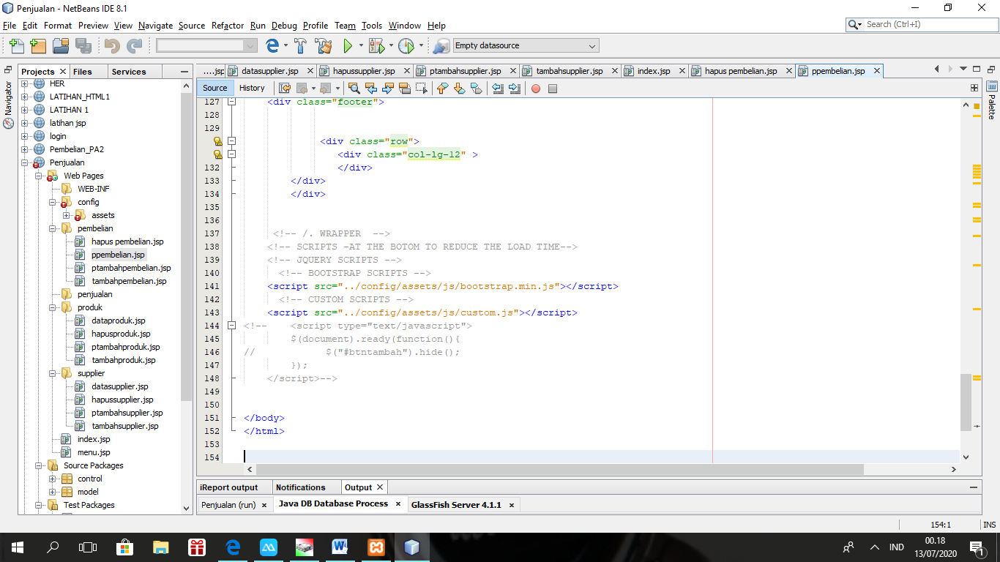 Penjualan - NetBeans IDE 8.1
File Edit Format Preview View Navigate Source Refactor Run Debug Profile Team Tools Window Help
Search (Ctrl+I)
Empty datasource
Projects Files Services
....jsp datasupplier.jsp hapussupplier.jsp ptambahsupplier.jsp tambahsupplier.jsp index.jsp hapus pembelian.jsp ppembelian.jsp
Source History
Navigator
Palette
HER
LATIHAN_HTML1
LATIHAN 1
latihan jsp
login
Pembelian_PA2
Penjualan
Web Pages
WEB-INF
config
assets
pembelian
hapus pembelian.jsp
ppembelian.jsp
ptambahpembelian.jsp
tambahpembelian.jsp
penjualan
produk
dataproduk.jsp
hapusproduk.jsp
ptambahproduk.jsp
tambahproduk.jsp
supplier
datasupplier.jsp
hapussupplier.jsp
ptambahsupplier.jsp
tambahsupplier.jsp
index.jsp
menu.jsp
Source Packages
control
model
Test Packages
127 <div class="footer">
128
129
<div class="row">
<div class="col-lg-12" >
132 </div>
133 </div>
134 </div>
135
136
137 <!-- /. WRAPPER  -->
138 <!-- SCRIPTS -AT THE BOTOM TO REDUCE THE LOAD TIME-->
139 <!-- JQUERY SCRIPTS -->
140 <!-- BOOTSTRAP SCRIPTS -->
141 <script src="../config/assets/js/bootstrap.min.js"></script>
142 <!-- CUSTOM SCRIPTS -->
143 <script src="../config/assets/js/custom.js"></script>
144 <!--    <script type="text/javascript">
145 $(document).ready(function(){
146 //            $("#btntambah").hide();
147 });
148 </script>-->
149
150
151 </body>
152 </html>
153
154
iReport output Notifications Output
Penjualan (run) Java DB Database Process GlassFish Server 4.1.1
154:1 INS
IND
00.18
13/07/2020
1